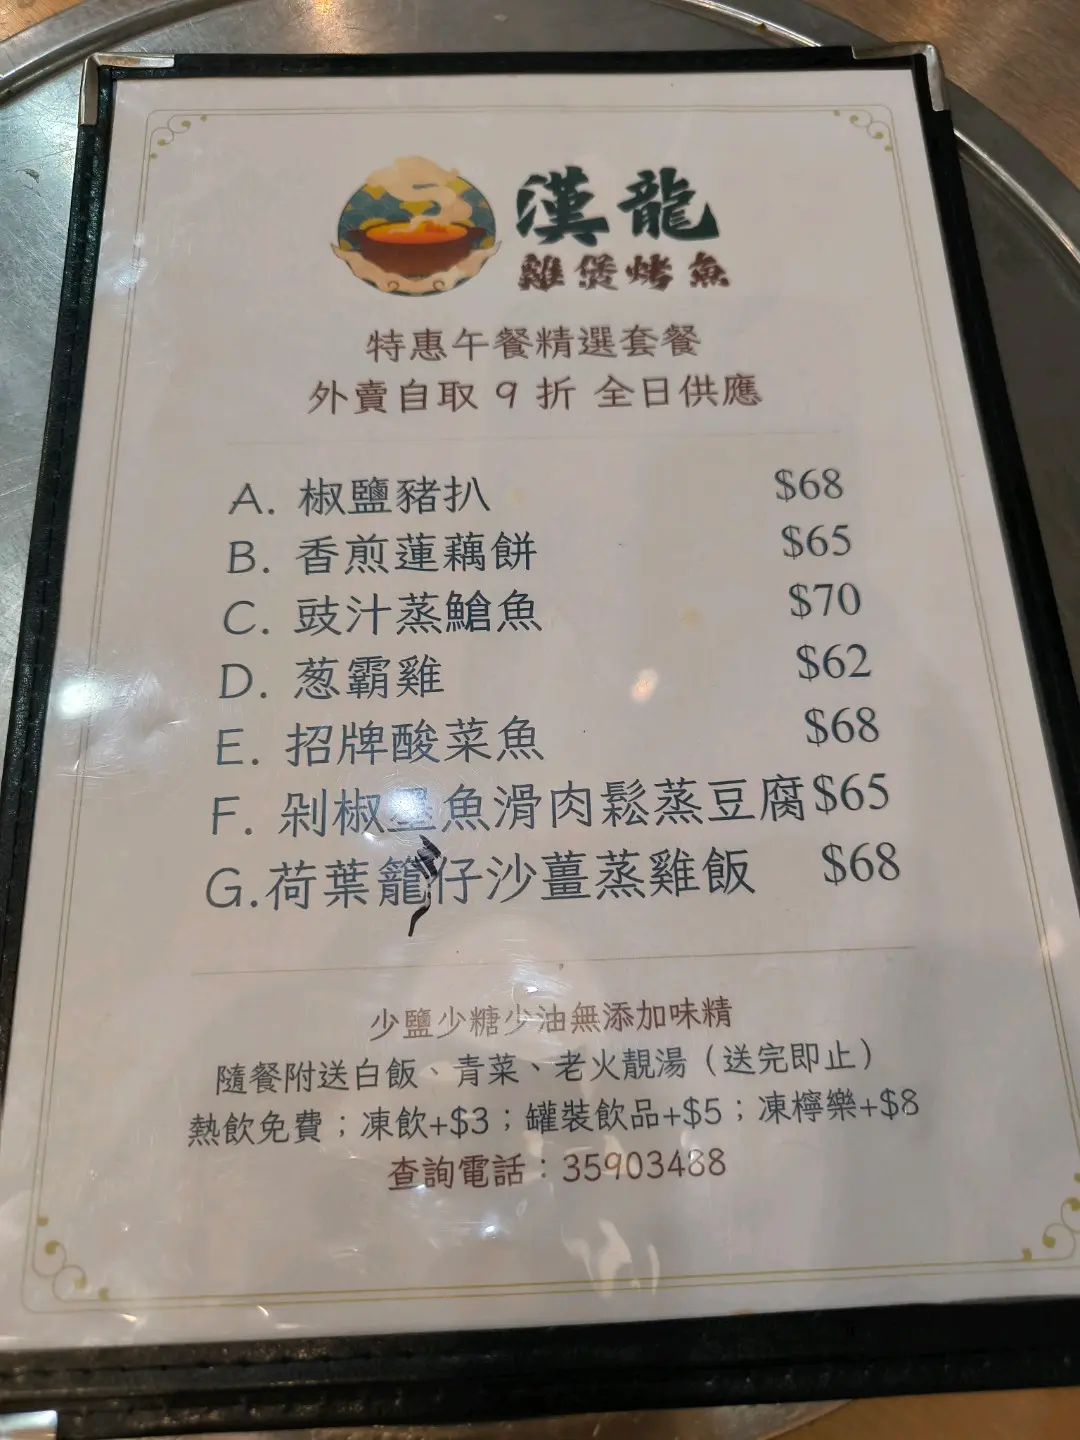 漢龍
雞煲烤魚
特惠午餐精選套餐
外賣自取 9 折 全日供應
A. 椒鹽豬扒 $68
B. 香煎蓮藕餅 $65
C. 豉汁蒸鯧魚 $70
D. 葱霸雞 $62
E. 招牌酸菜魚 $68
F. 剁椒墨魚滑肉鬆蒸豆腐 $65
G.荷葉籠仔沙薑蒸雞飯 $68
少鹽少糖少油無添加味精
隨餐附送白飯、青菜、老火靚湯（送完即止）
熱飲免費；凍飲+$3；罐裝飲品+$5；凍檸樂+$8
查詢電話：35903488